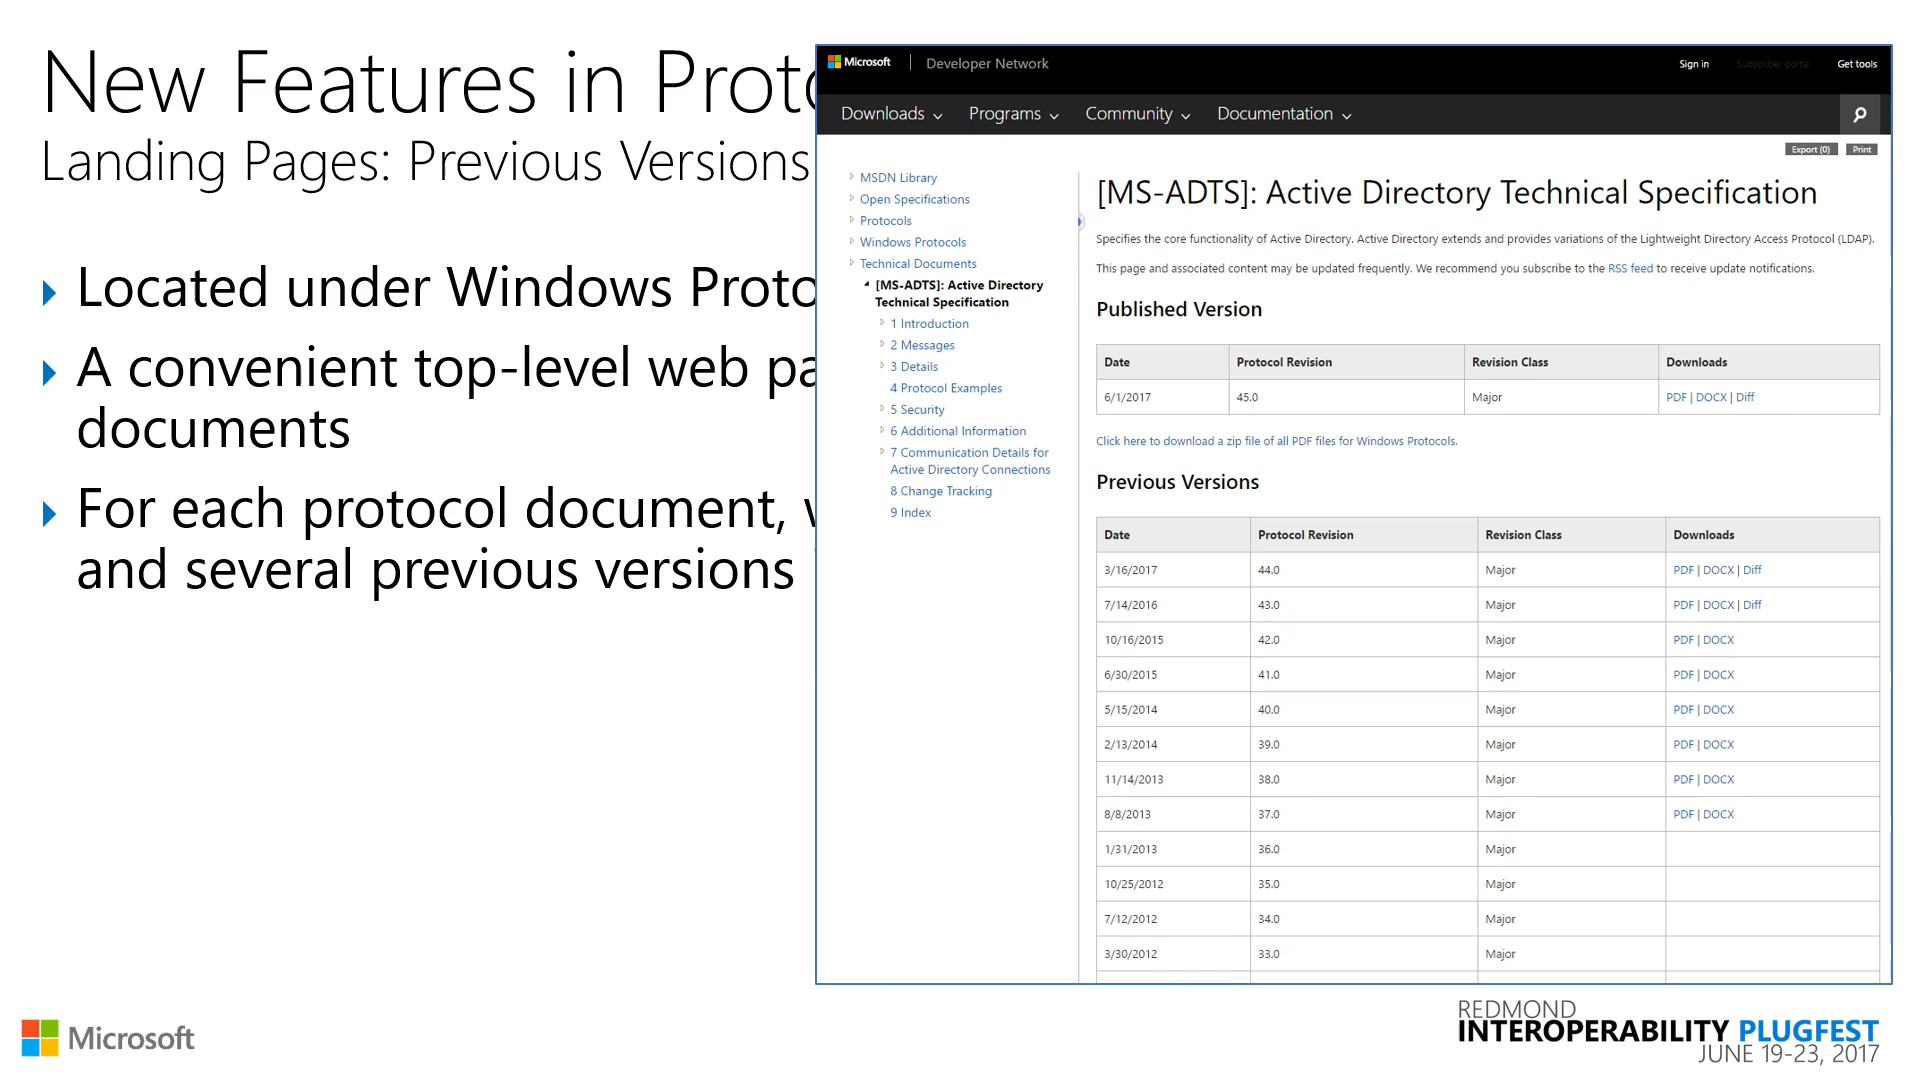 New Features in Proto
Landing Pages: Previous Versions
Located under Windows Proto
A convenient top-level web pa
documents
For each protocol document, w
and several previous versions
Microsoft
Developer Network
Sign in
Subscriber portal
Get tools
Downloads
Programs
Community
Documentation
Export (0)
Print
MSDN Library
Open Specifications
Protocols
Windows Protocols
Technical Documents
[MS-ADTS]: Active Directory
Technical Specification
1 Introduction
2 Messages
3 Details
4 Protocol Examples
5 Security
6 Additional Information
7 Communication Details for
Active Directory Connections
8 Change Tracking
9 Index
[MS-ADTS]: Active Directory Technical Specification
Specifies the core functionality of Active Directory. Active Directory extends and provides variations of the Lightweight Directory Access Protocol (LDAP).
This page and associated content may be updated frequently. We recommend you subscribe to the RSS feed to receive update notifications.
Published Version
Date Protocol Revision Revision Class Downloads
6/1/2017 45.0 Major PDF | DOCX | Diff
Click here to download a zip file of all PDF files for Windows Protocols.
Previous Versions
Date Protocol Revision Revision Class Downloads
3/16/2017 44.0 Major PDF | DOCX | Diff
7/14/2016 43.0 Major PDF | DOCX | Diff
10/16/2015 42.0 Major PDF | DOCX
6/30/2015 41.0 Major PDF | DOCX
5/15/2014 40.0 Major PDF | DOCX
2/13/2014 39.0 Major PDF | DOCX
11/14/2013 38.0 Major PDF | DOCX
8/8/2013 37.0 Major PDF | DOCX
1/31/2013 36.0 Major
10/25/2012 35.0 Major
7/12/2012 34.0 Major
3/30/2012 33.0 Major
Microsoft
REDMOND
INTEROPERABILITY PLUGFEST
JUNE 19-23, 2017